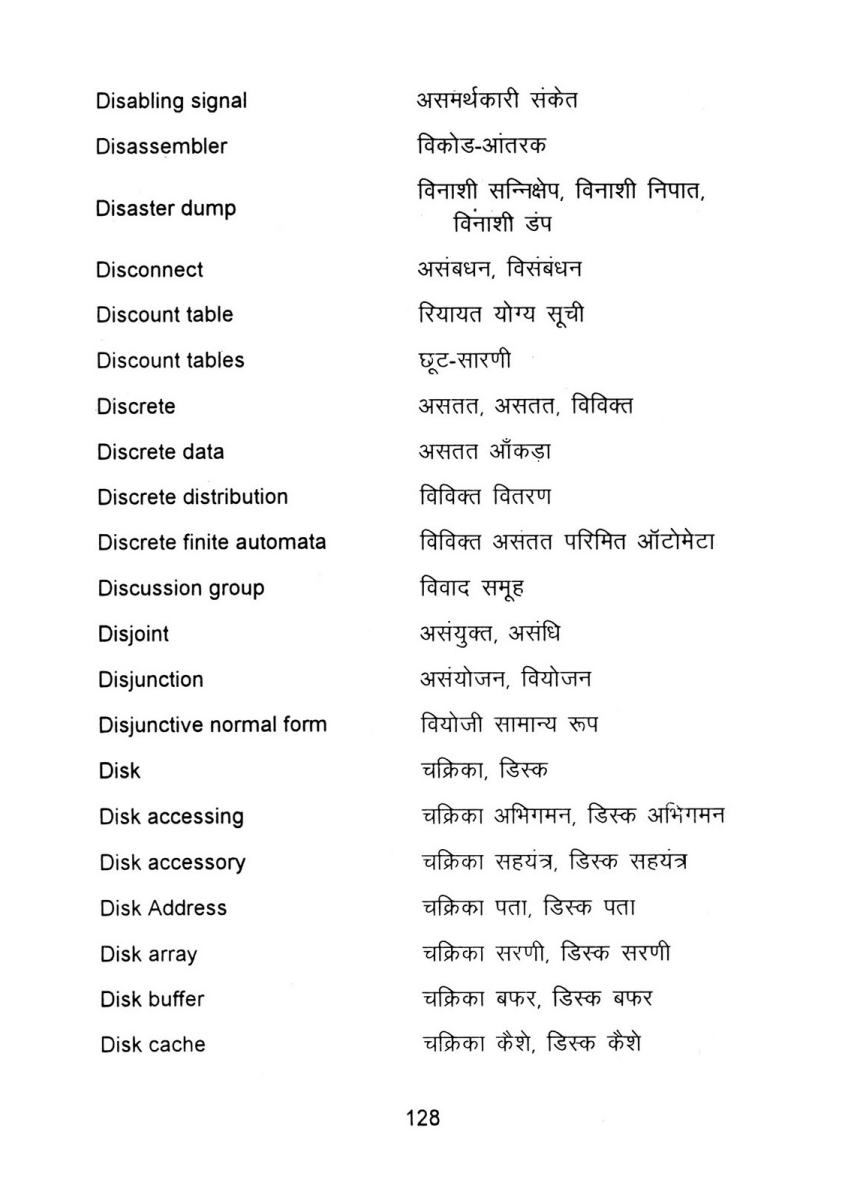 Disabling signal असमर्थकारी संकेत
Disassembler विकोड-आंतरक
Disaster dump विनाशी सन्निक्षेप, विनाशी निपात,
विनाशी डंप
Disconnect असंबधन, विसंबंधन
Discount table रियायत योग्य सूची
Discount tables छूट-सारणी
Discrete असतत, असतत, विविक्त
Discrete data असतत आँकड़ा
Discrete distribution विविक्त वितरण
Discrete finite automata विविक्त असंतत परिमित ऑटोमेटा
Discussion group विवाद समूह
Disjoint असंयुक्त, असंधि
Disjunction असंयोजन, वियोजन
Disjunctive normal form वियोजी सामान्य रूप
Disk चक्रिका, डिस्क
Disk accessing चक्रिका अभिगमन, डिस्क अभिगमन
Disk accessory चक्रिका सहयंत्र, डिस्क सहयंत्र
Disk Address चक्रिका पता, डिस्क पता
Disk array चक्रिका सरणी, डिस्क सरणी
Disk buffer चक्रिका बफर, डिस्क बफर
Disk cache चक्रिका कैशे, डिस्क कैशे
128